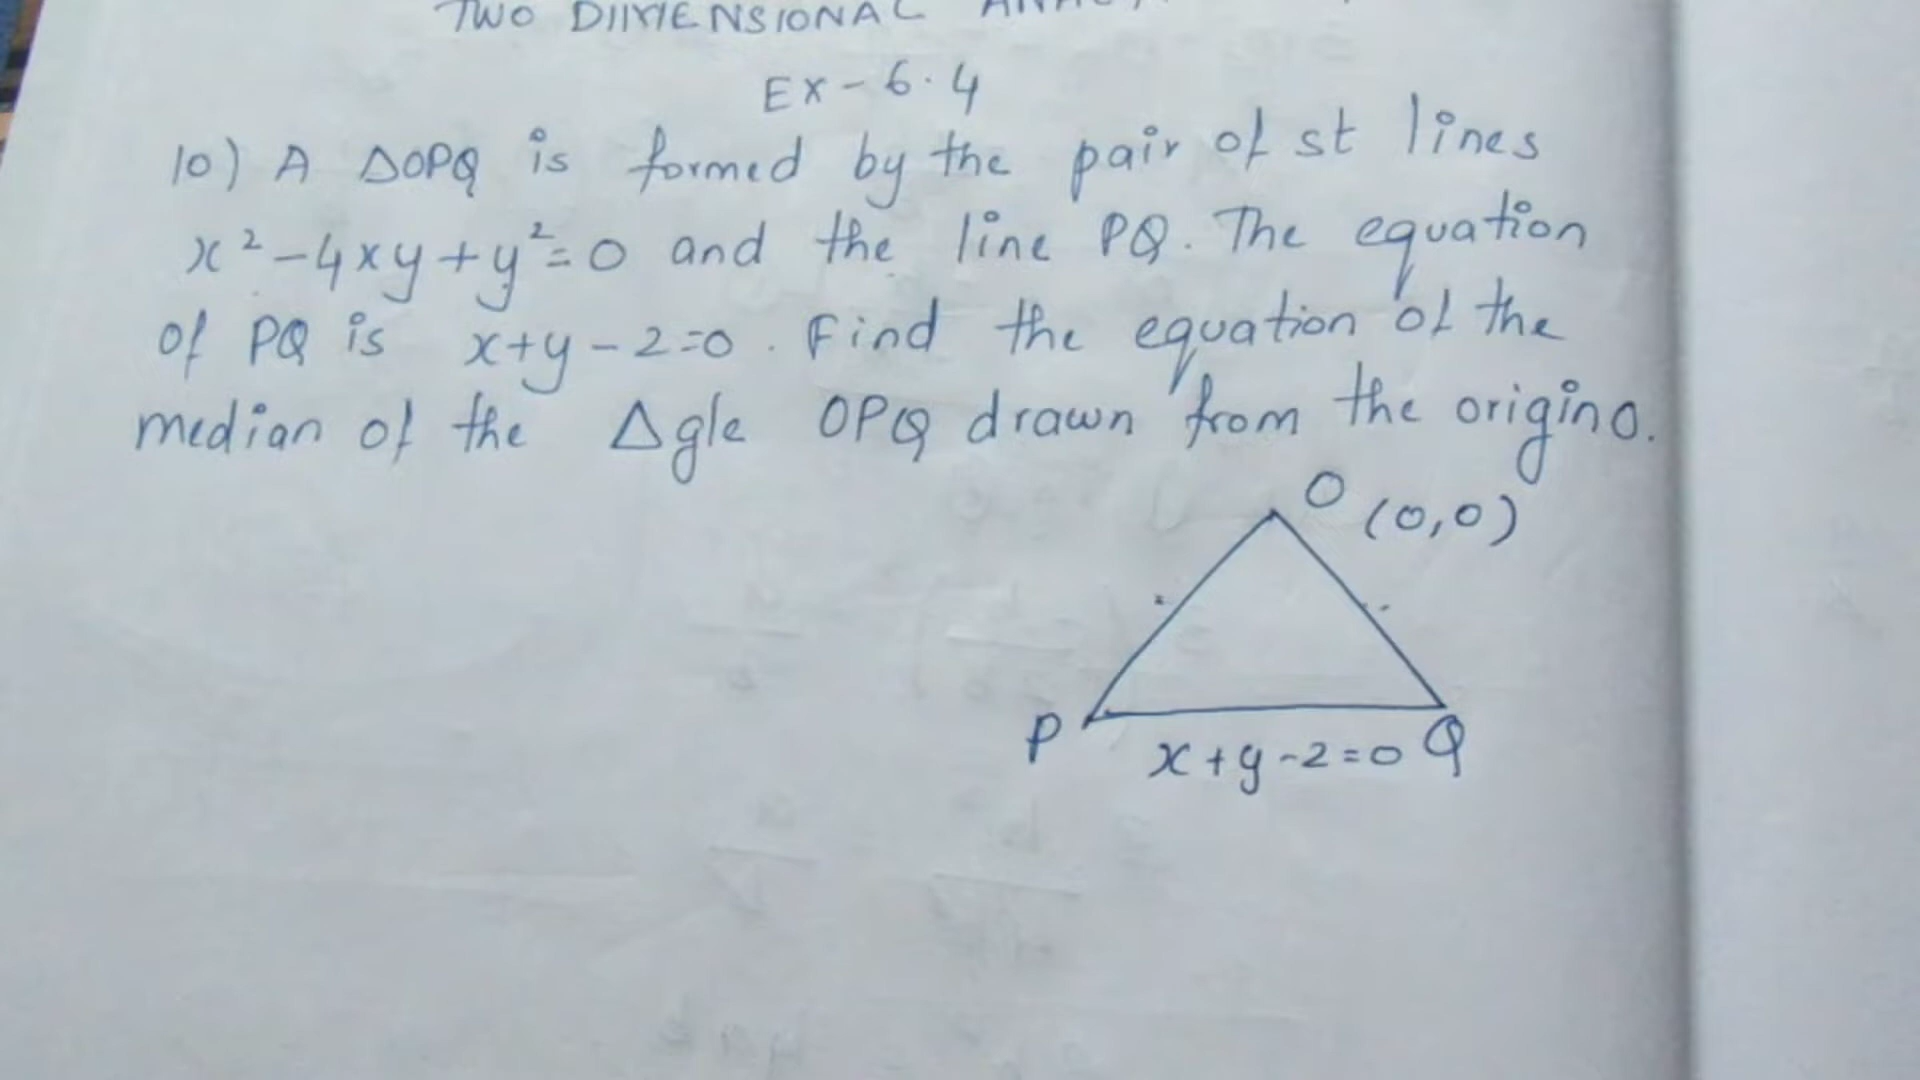 TWO DIMENSIONAL
EX-6.4
10) A ΔOPQ is formed by the pair of st lines
x²-4xy+y²=0 and the line PQ. The equation
of PQ is x+y-2=0. Find the equation of the
median of the Δgle OPQ drawn from the origin O.
O (0,0)
P
x+y-2=0 Q